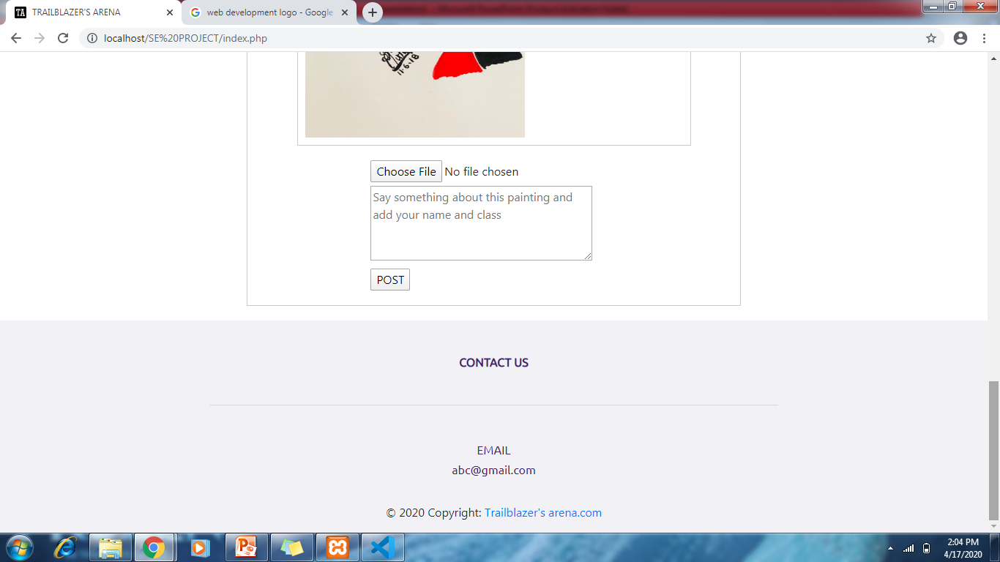 TA TRAILBLAZER'S ARENA
web development logo - Google
localhost/SE%20PROJECT/index.php
11-6-18
Choose File No file chosen
Say something about this painting and
add your name and class
POST
CONTACT US
EMAIL
abc@gmail.com
© 2020 Copyright: Trailblazer's arena.com
2:04 PM
4/17/2020